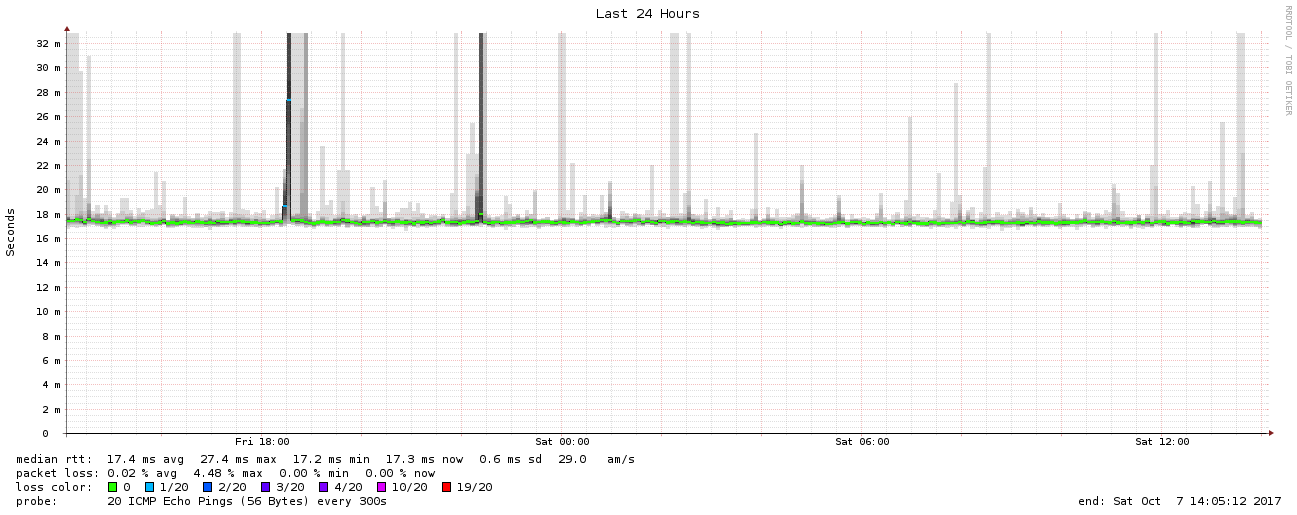 Last 24 Hours
RRDTOOL / TOBI OETIKER
Seconds
32 m
30 m
28 m
26 m
24 m
22 m
20 m
18 m
16 m
14 m
12 m
10 m
8 m
6 m
4 m
2 m
0
Fri 18:00 Sat 00:00 Sat 06:00 Sat 12:00
median rtt: 17.4 ms avg 27.4 ms max 17.2 ms min 17.3 ms now 0.6 ms sd 29.0 am/s
packet loss: 0.02 % avg 4.48 % max 0.00 % min 0.00 % now
loss color: 0 1/20 2/20 3/20 4/20 10/20 19/20
probe: 20 ICMP Echo Pings (56 Bytes) every 300s end: Sat Oct 7 14:05:12 2017